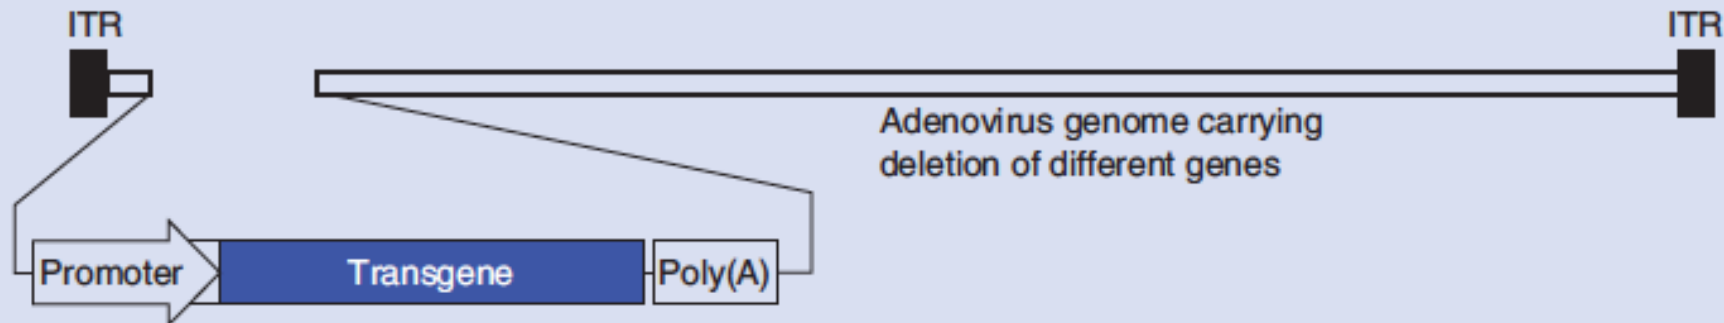 ITR
ITR
Adenovirus genome carrying
deletion of different genes
Promoter
Transgene
Poly(A)